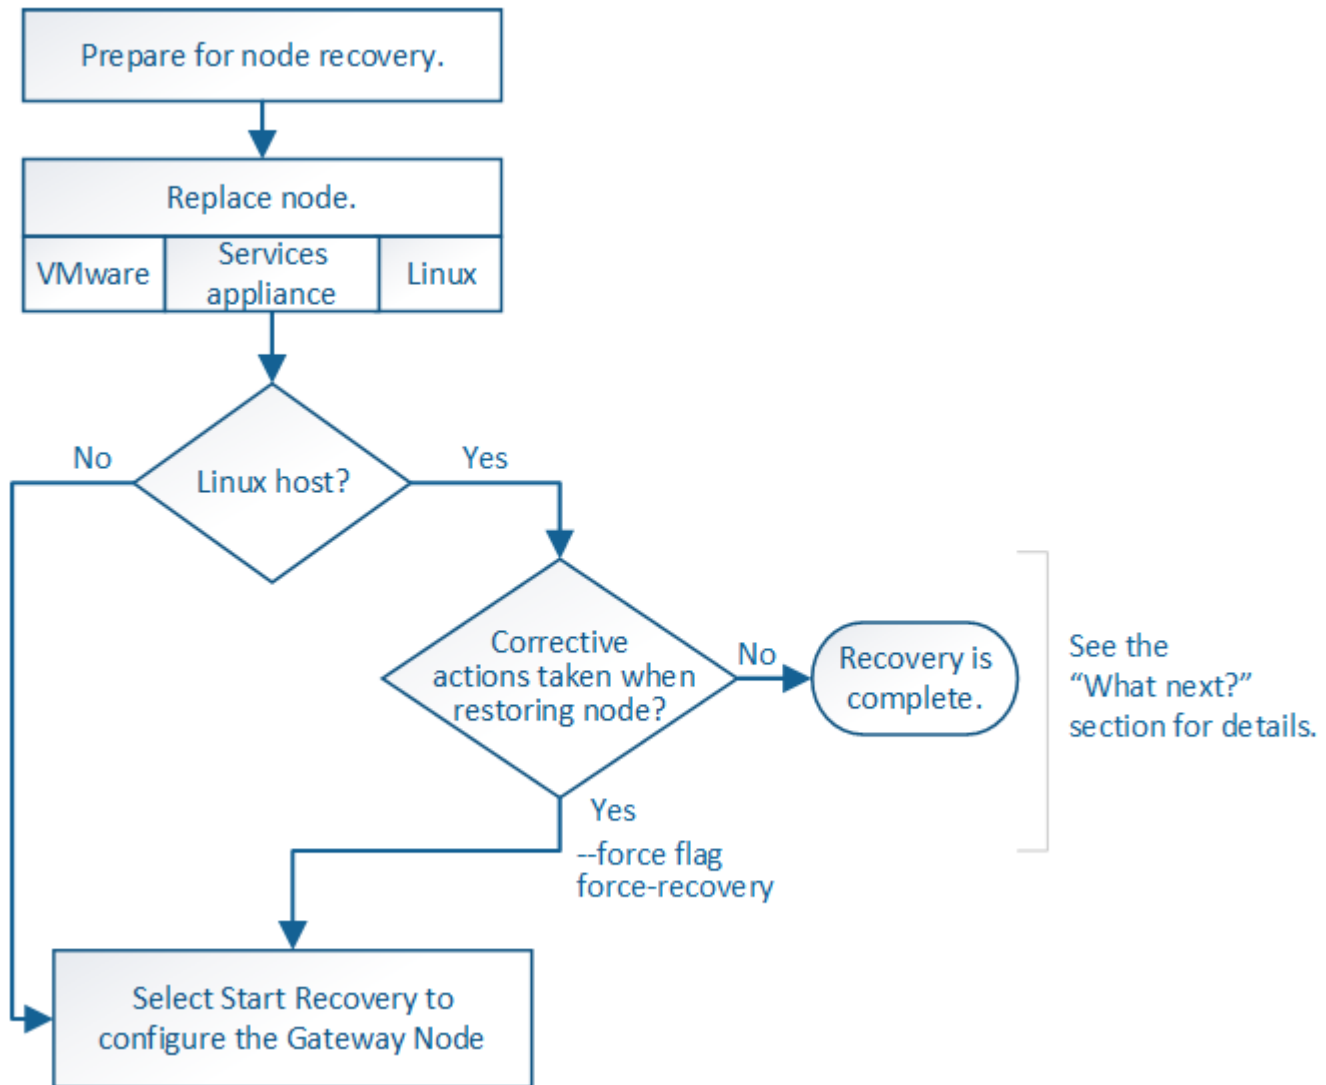 Prepare for node recovery.
Replace node.
VMware
Services
appliance
Linux
Linux host?
No
Yes
Corrective
actions taken when
restoring node?
No
Recovery is
complete.
See the
“What next?”
section for details.
Yes
--force flag
force-recovery
Select Start Recovery to
configure the Gateway Node